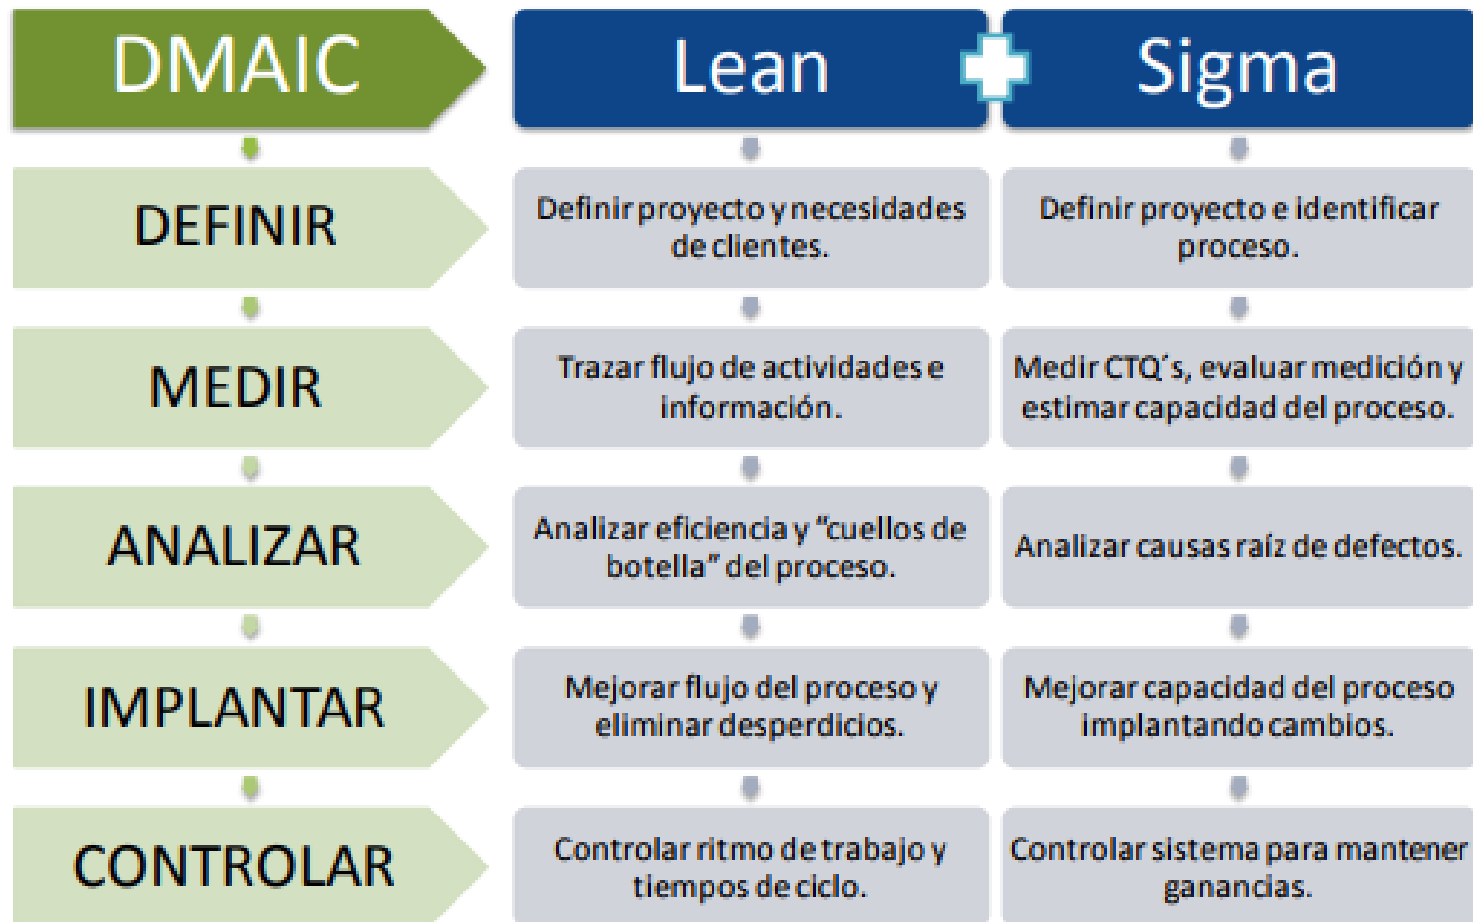 DMAIC
Lean
Sigma
DEFINIR
Definir proyecto y necesidades
de clientes.
Definir proyecto e identificar
proceso.
MEDIR
Trazar flujo de actividades e
información.
Medir CTQ´s, evaluar medición y
estimar capacidad del proceso.
ANALIZAR
Analizar eficiencia y “cuellos de
botella” del proceso.
Analizar causas raíz de defectos.
IMPLANTAR
Mejorar flujo del proceso y
eliminar desperdicios.
Mejorar capacidad del proceso
implantando cambios.
CONTROLAR
Controlar ritmo de trabajo y
tiempos de ciclo.
Controlar sistema para mantener
ganancias.